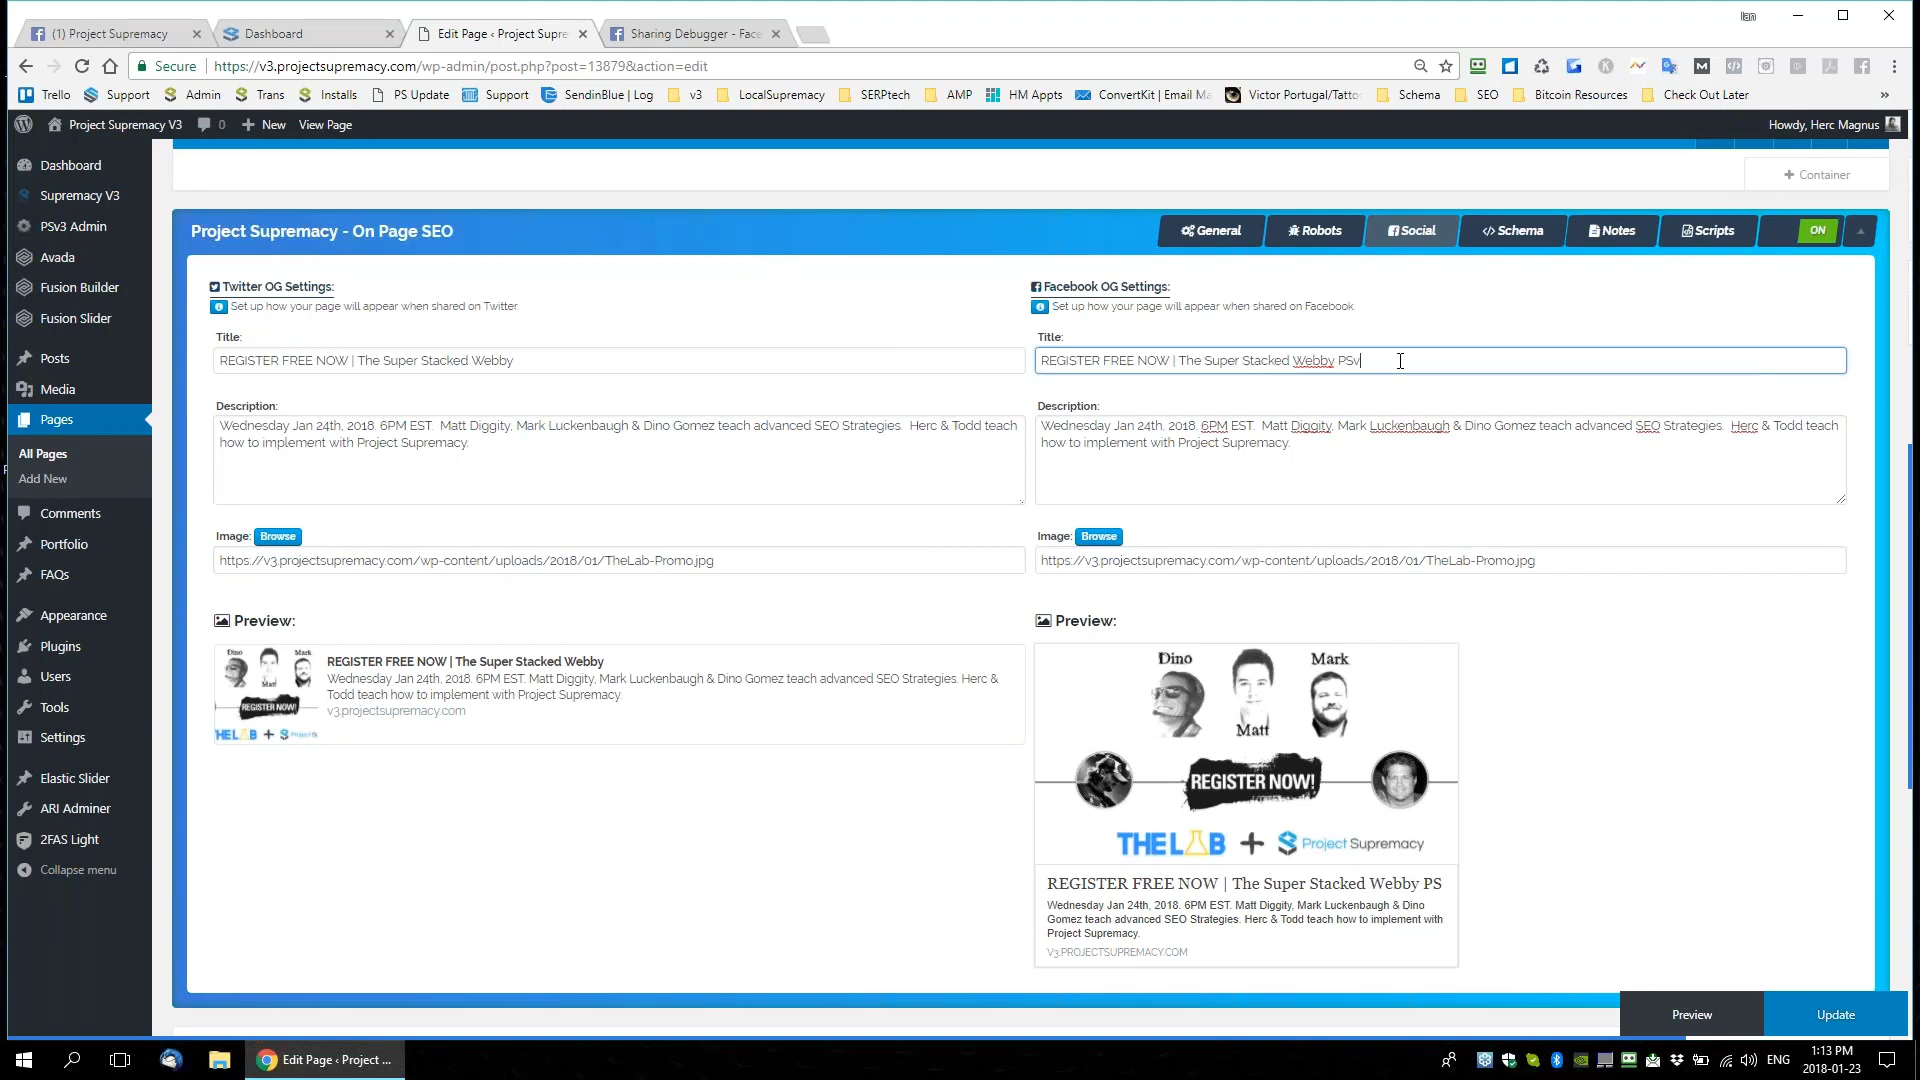 Ian
(1) Project Supremacy
Dashboard
Edit Page ‹ Project Supre
Sharing Debugger - Face
Secure
https://v3.projectsupremacy.com/wp-admin/post.php?post=13879&action=edit
Trello
Support
Admin
Trans
Installs
PS Update
Support
SendinBlue | Log
v3
LocalSupremacy
SERPtech
AMP
HM Appts
ConvertKit | Email Ma
Victor Portugal/Tatto
Schema
SEO
Bitcoin Resources
Check Out Later
»
Project Supremacy V3
0
New
View Page
Howdy, Herc Magnus
Dashboard
Supremacy V3
PSv3 Admin
Avada
Fusion Builder
Fusion Slider
Posts
Media
Pages
All Pages
Add New
Comments
Portfolio
FAQs
Appearance
Plugins
Users
Tools
Settings
Elastic Slider
ARI Adminer
2FAS Light
Collapse menu
+ Container
Project Supremacy - On Page SEO
General
Robots
Social
Schema
Notes
Scripts
ON
Twitter OG Settings:
Set up how your page will appear when shared on Twitter
Title:
REGISTER FREE NOW | The Super Stacked Webby
Description:
Wednesday Jan 24th, 2018. 6PM EST.  Matt Diggity, Mark Luckenbaugh & Dino Gomez teach advanced SEO Strategies.  Herc & Todd teach
how to implement with Project Supremacy.
Image: Browse
https://v3.projectsupremacy.com/wp-content/uploads/2018/01/TheLab-Promo.jpg
Preview:
Dino
Mark
Matt
REGISTER NOW!
THE LAB +
REGISTER FREE NOW | The Super Stacked Webby
Wednesday Jan 24th, 2018. 6PM EST. Matt Diggity, Mark Luckenbaugh & Dino Gomez teach advanced SEO Strategies. Herc &
Todd teach how to implement with Project Supremacy.
v3.projectsupremacy.com
Facebook OG Settings:
Set up how your page will appear when shared on Facebook.
Title:
REGISTER FREE NOW | The Super Stacked Webby PSv
Description:
Wednesday Jan 24th, 2018. 6PM EST.  Matt Diggity, Mark Luckenbaugh & Dino Gomez teach advanced SEO Strategies.  Herc & Todd teach
how to implement with Project Supremacy.
Image: Browse
https://v3.projectsupremacy.com/wp-content/uploads/2018/01/TheLab-Promo.jpg
Preview:
Dino
Mark
Matt
REGISTER NOW!
THE LAB + Project Supremacy
REGISTER FREE NOW | The Super Stacked Webby PS
Wednesday Jan 24th, 2018. 6PM EST. Matt Diggity, Mark Luckenbaugh & Dino
Gomez teach advanced SEO Strategies. Herc & Todd teach how to implement with
Project Supremacy.
V3.PROJECTSUPREMACY.COM
Preview
Update
Edit Page ‹ Project ...
ENG
1:13 PM
2018-01-23